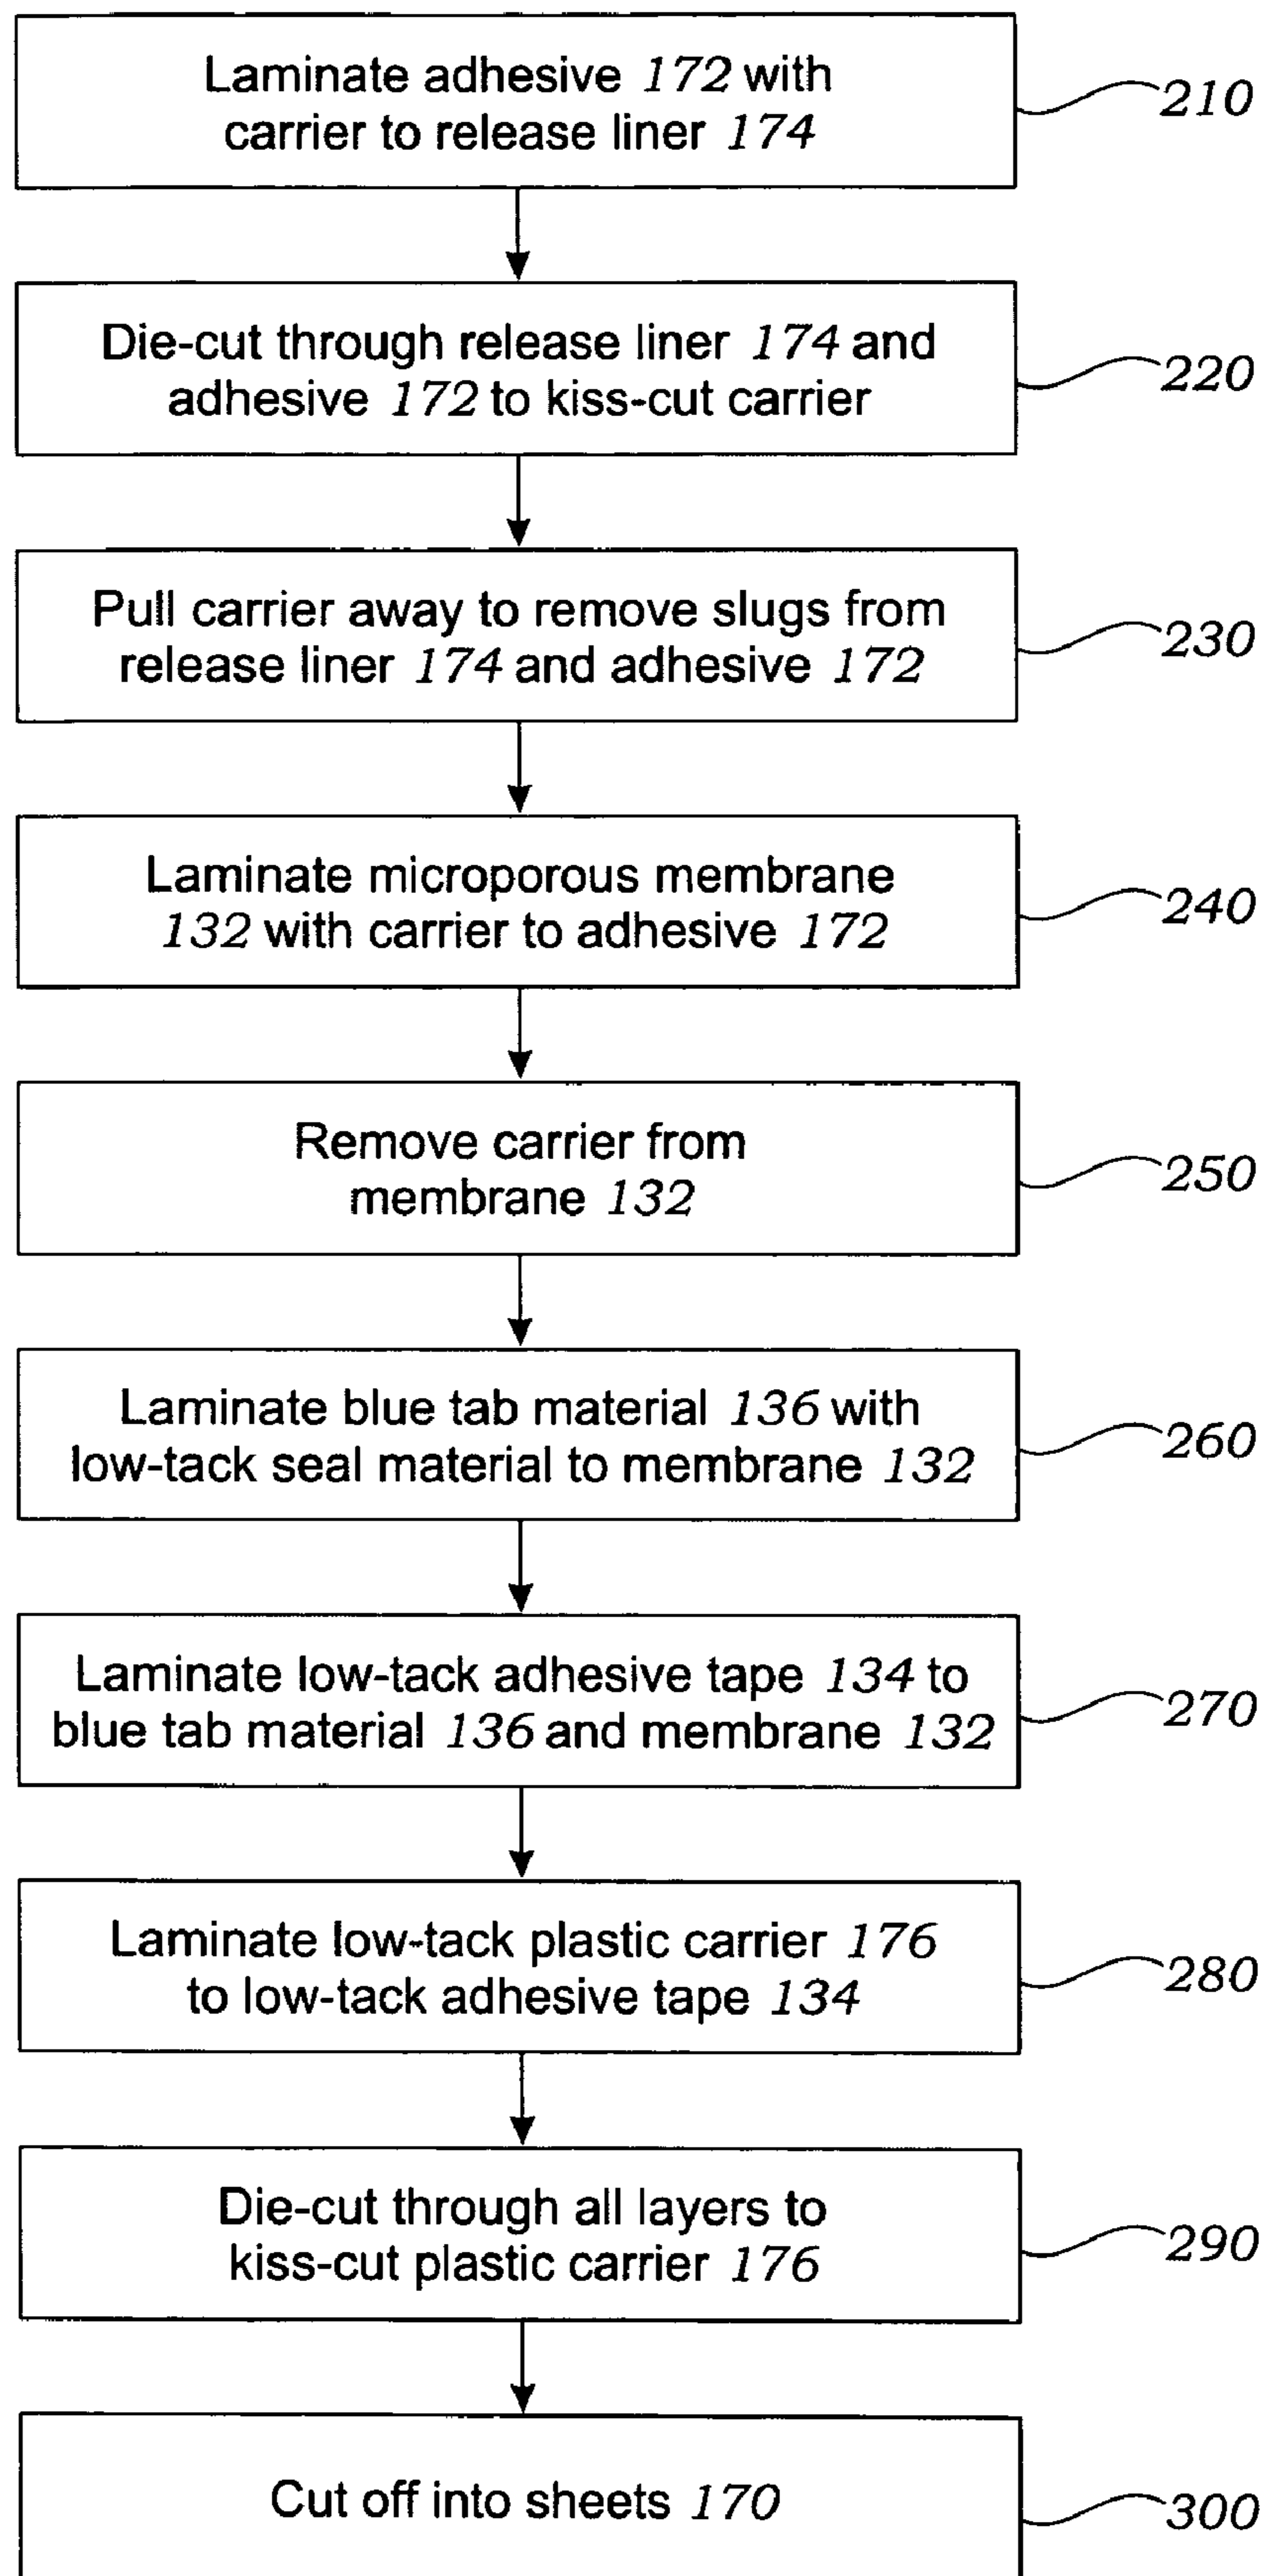 Laminate adhesive 172 with
carrier to release liner 174
210
Die-cut through release liner 174 and
adhesive 172 to kiss-cut carrier
220
Pull carrier away to remove slugs from
release liner 174 and adhesive 172
230
Laminate microporous membrane
132 with carrier to adhesive 172
240
Remove carrier from
membrane 132
250
Laminate blue tab material 136 with
low-tack seal material to membrane 132
260
Laminate low-tack adhesive tape 134 to
blue tab material 136 and membrane 132
270
Laminate low-tack plastic carrier 176
to low-tack adhesive tape 134
280
Die-cut through all layers to
kiss-cut plastic carrier 176
290
Cut off into sheets 170
300